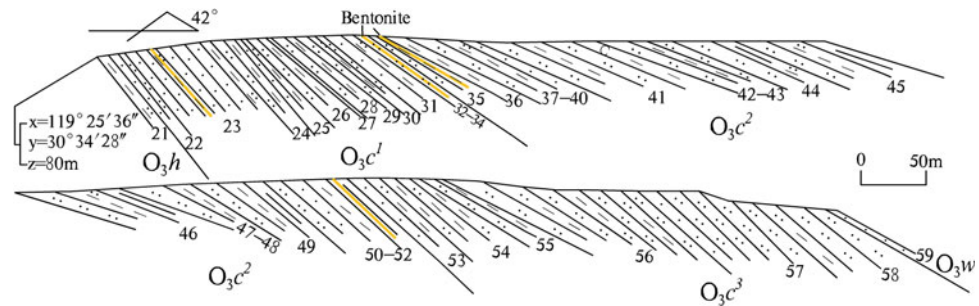 42°
Bentonite
x=119° 25′ 36″
y=30° 34′ 28″
z=80m
21 22 23 24 25 26 27 28 29 30 31 32–34 35 36 37–40 41 42–43 44 45
O₃h O₃c¹ O₃c²
0 50m
46 47–48 49 50–52 53 54 55 56 57 58 59
O₃c² O₃c³ O₃w